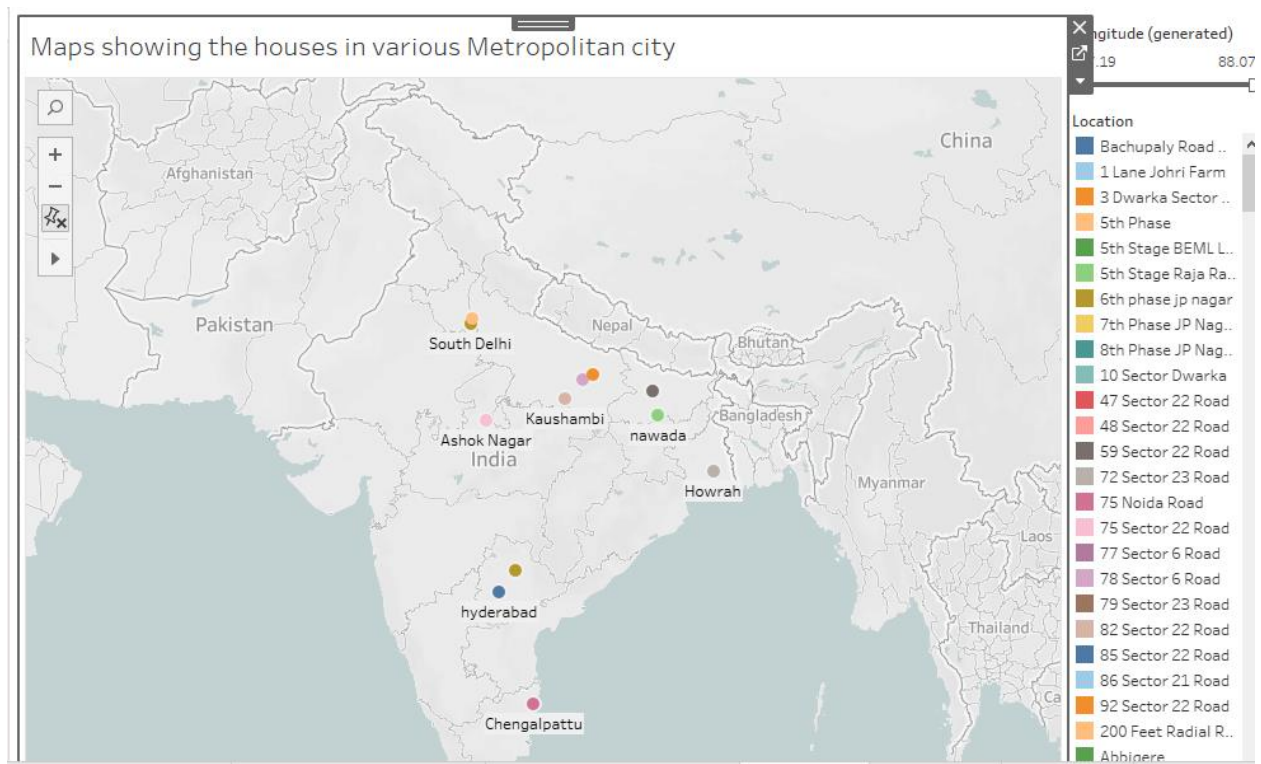 Maps showing the houses in various Metropolitan city
Afghanistan
China
Pakistan
Nepal
Bhutan
South Delhi
Kaushambi
Bangladesh
nawada
Ashok Nagar
India
Howrah
Myanmar
Laos
hyderabad
Thailand
Chengalpattu
Ca
ngitude (generated)
.19 88.07
Location
Bachupaly Road ..
1 Lane Johri Farm
3 Dwarka Sector ..
5th Phase
5th Stage BEML L..
5th Stage Raja Ra..
6th phase jp nagar
7th Phase JP Nag..
8th Phase JP Nag..
10 Sector Dwarka
47 Sector 22 Road
48 Sector 22 Road
59 Sector 22 Road
72 Sector 23 Road
75 Noida Road
75 Sector 22 Road
77 Sector 6 Road
78 Sector 6 Road
79 Sector 23 Road
82 Sector 22 Road
85 Sector 22 Road
86 Sector 21 Road
92 Sector 22 Road
200 Feet Radial R..
Abbigere